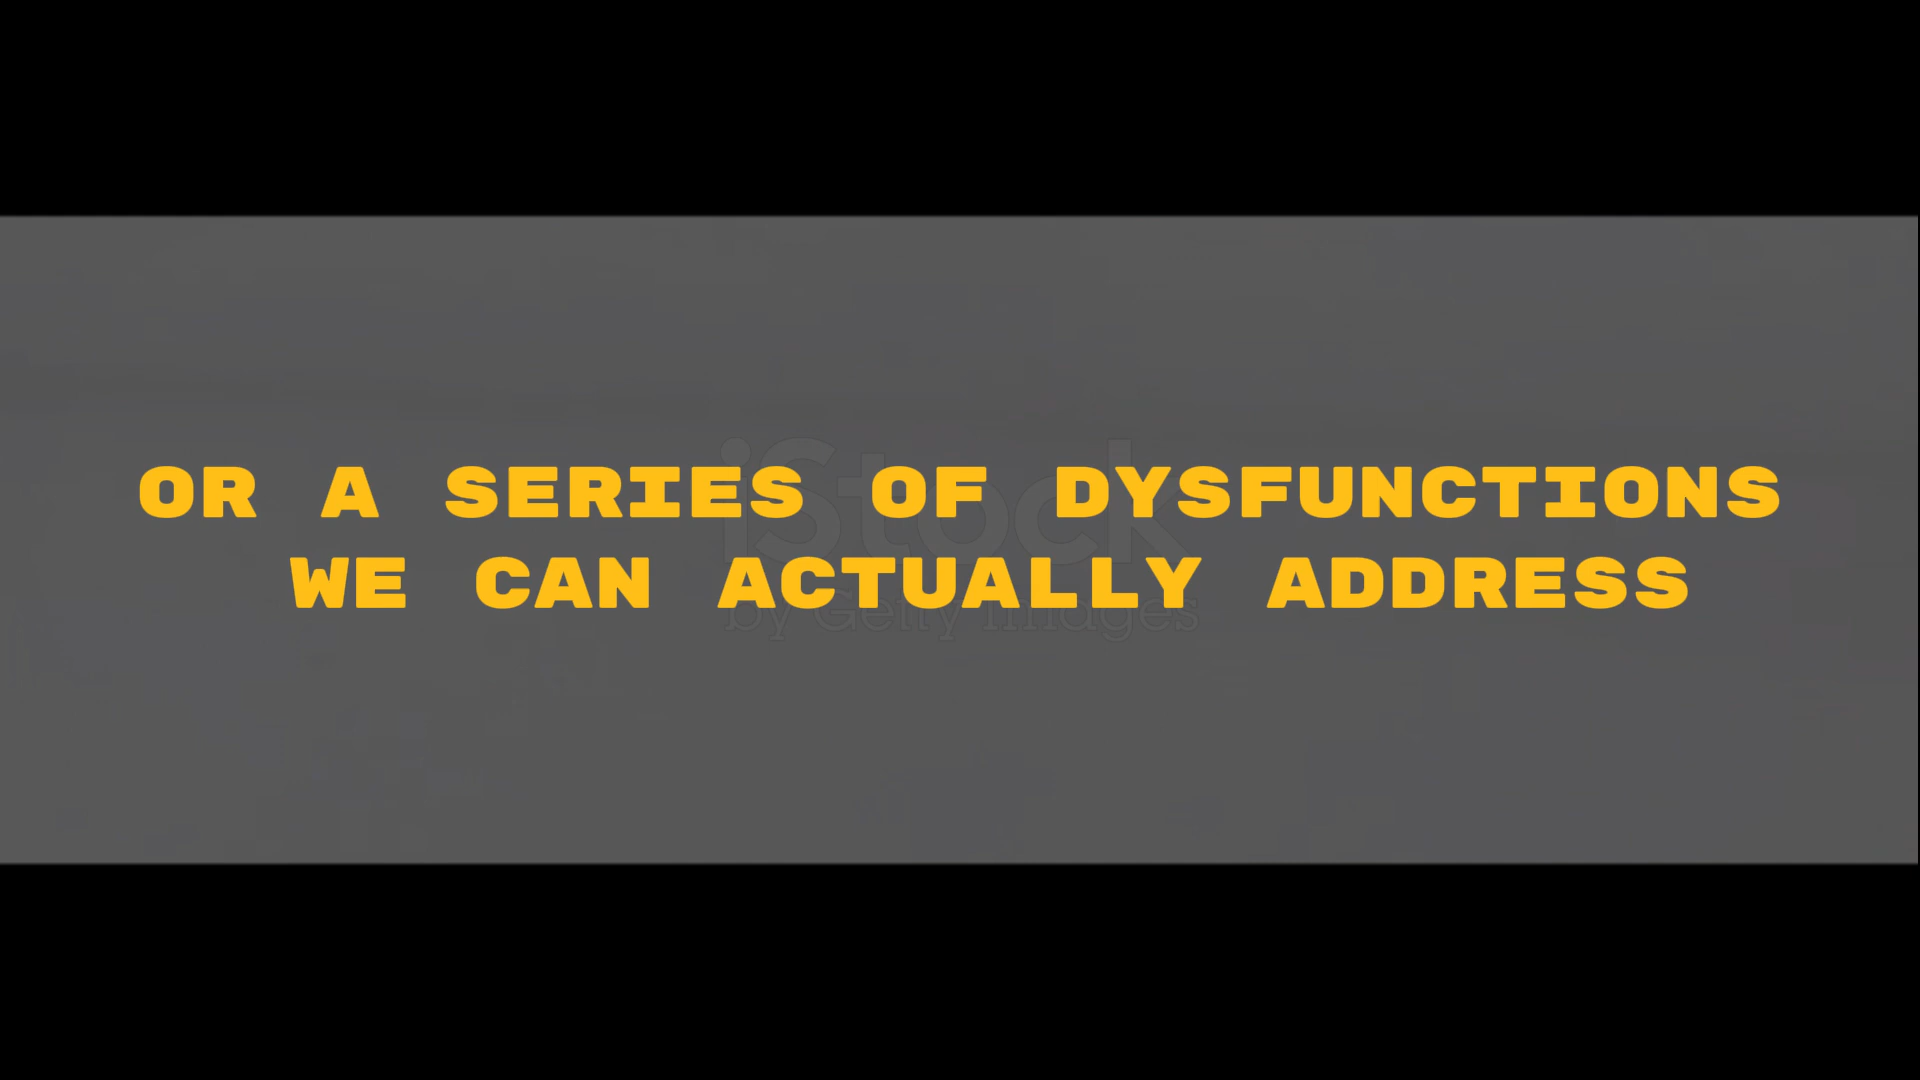 OR A SERIES OF DYSFUNCTIONS
WE CAN ACTUALLY ADDRESS
iStock
by Getty Images